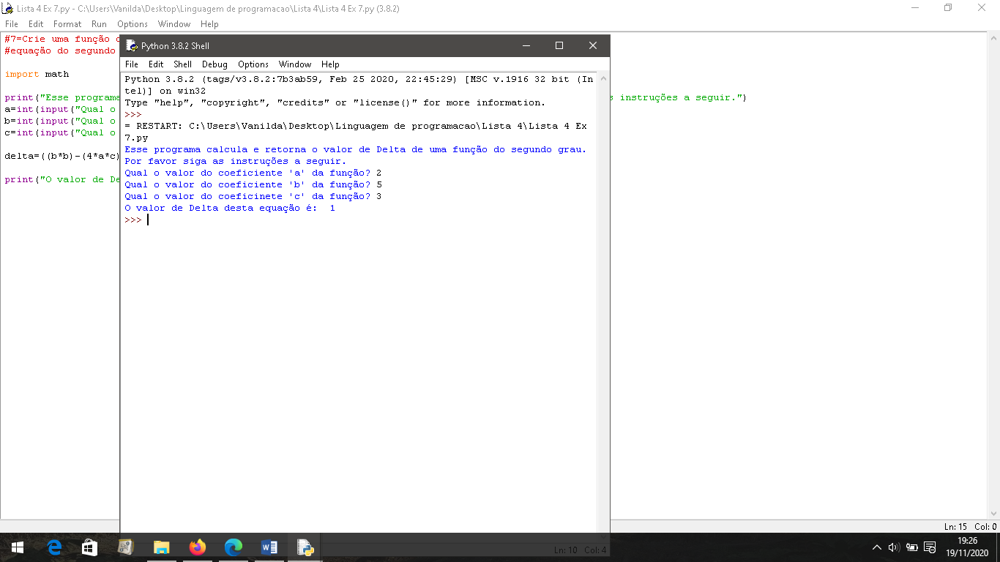 Lista 4 Ex 7.py - C:\Users\Vanilda\Desktop\Linguagem de programacao\Lista 4\Lista 4 Ex 7.py (3.8.2)
File Edit Format Run Options Window Help
#7=Crie uma função
#equação do segundo
import math
print("Esse programa
s instruções a seguir.")
a=int(input("Qual o
b=int(input("Qual o
c=int(input("Qual o
delta=((b*b)-(4*a*c)
print("O valor de De
Python 3.8.2 Shell
File Edit Shell Debug Options Window Help
Python 3.8.2 (tags/v3.8.2:7b3ab59, Feb 25 2020, 22:45:29) [MSC v.1916 32 bit (In
tel)] on win32
Type "help", "copyright", "credits" or "license()" for more information.
>>>
= RESTART: C:\Users\Vanilda\Desktop\Linguagem de programacao\Lista 4\Lista 4 Ex
7.py
Esse programa calcula e retorna o valor de Delta de uma função do segundo grau.
Por favor siga as instruções a seguir.
Qual o valor do coeficiente 'a' da função? 2
Qual o valor do coeficiente 'b' da função? 5
Qual o valor do coeficinete 'c' da função? 3
O valor de Delta desta equação é:  1
>>>
Ln: 10 Col: 4
Ln: 15 Col: 0
19:26
19/11/2020